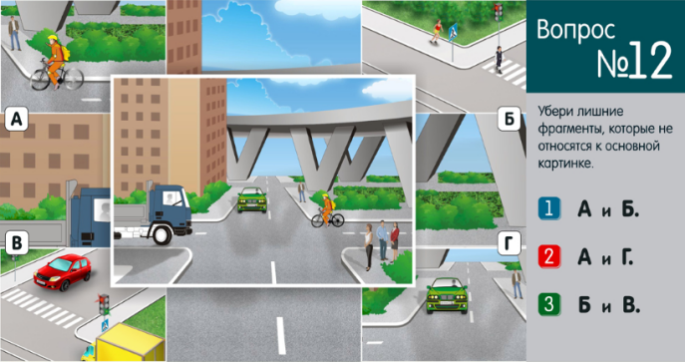 Вопрос
№12
А
Б
Убери лишние
фрагменты, которые не
относятся к основной
картинке.
1 А и Б.
В
Г
2 А и Г.
3 Б и В.